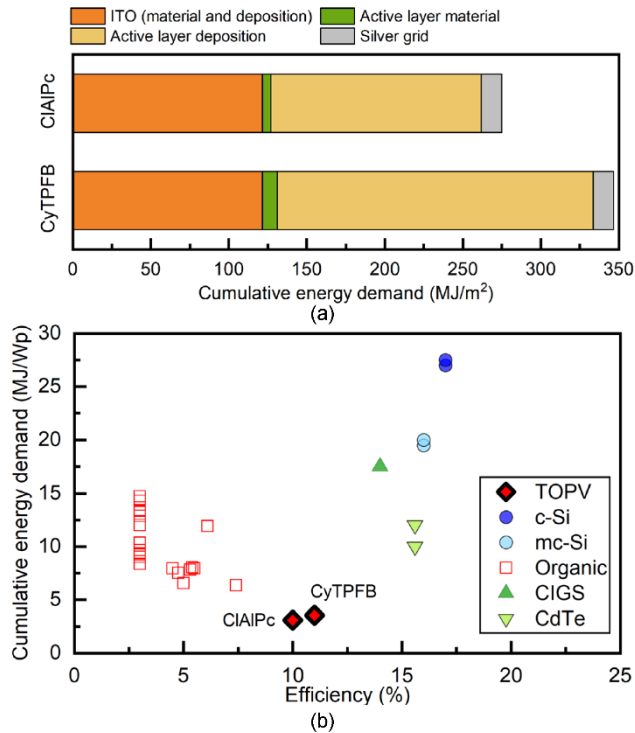 ITO (material and deposition)
Active layer material
Active layer deposition
Silver grid
ClAlPc
CyTPFB
0 50 100 150 200 250 300 350
Cumulative energy demand (MJ/m²)
(a)
Cumulative energy demand (MJ/Wp)
30
25
20
15
10
5
0
ClAlPc
CyTPFB
TOPV
c-Si
mc-Si
Organic
CIGS
CdTe
0 5 10 15 20 25
Efficiency (%)
(b)